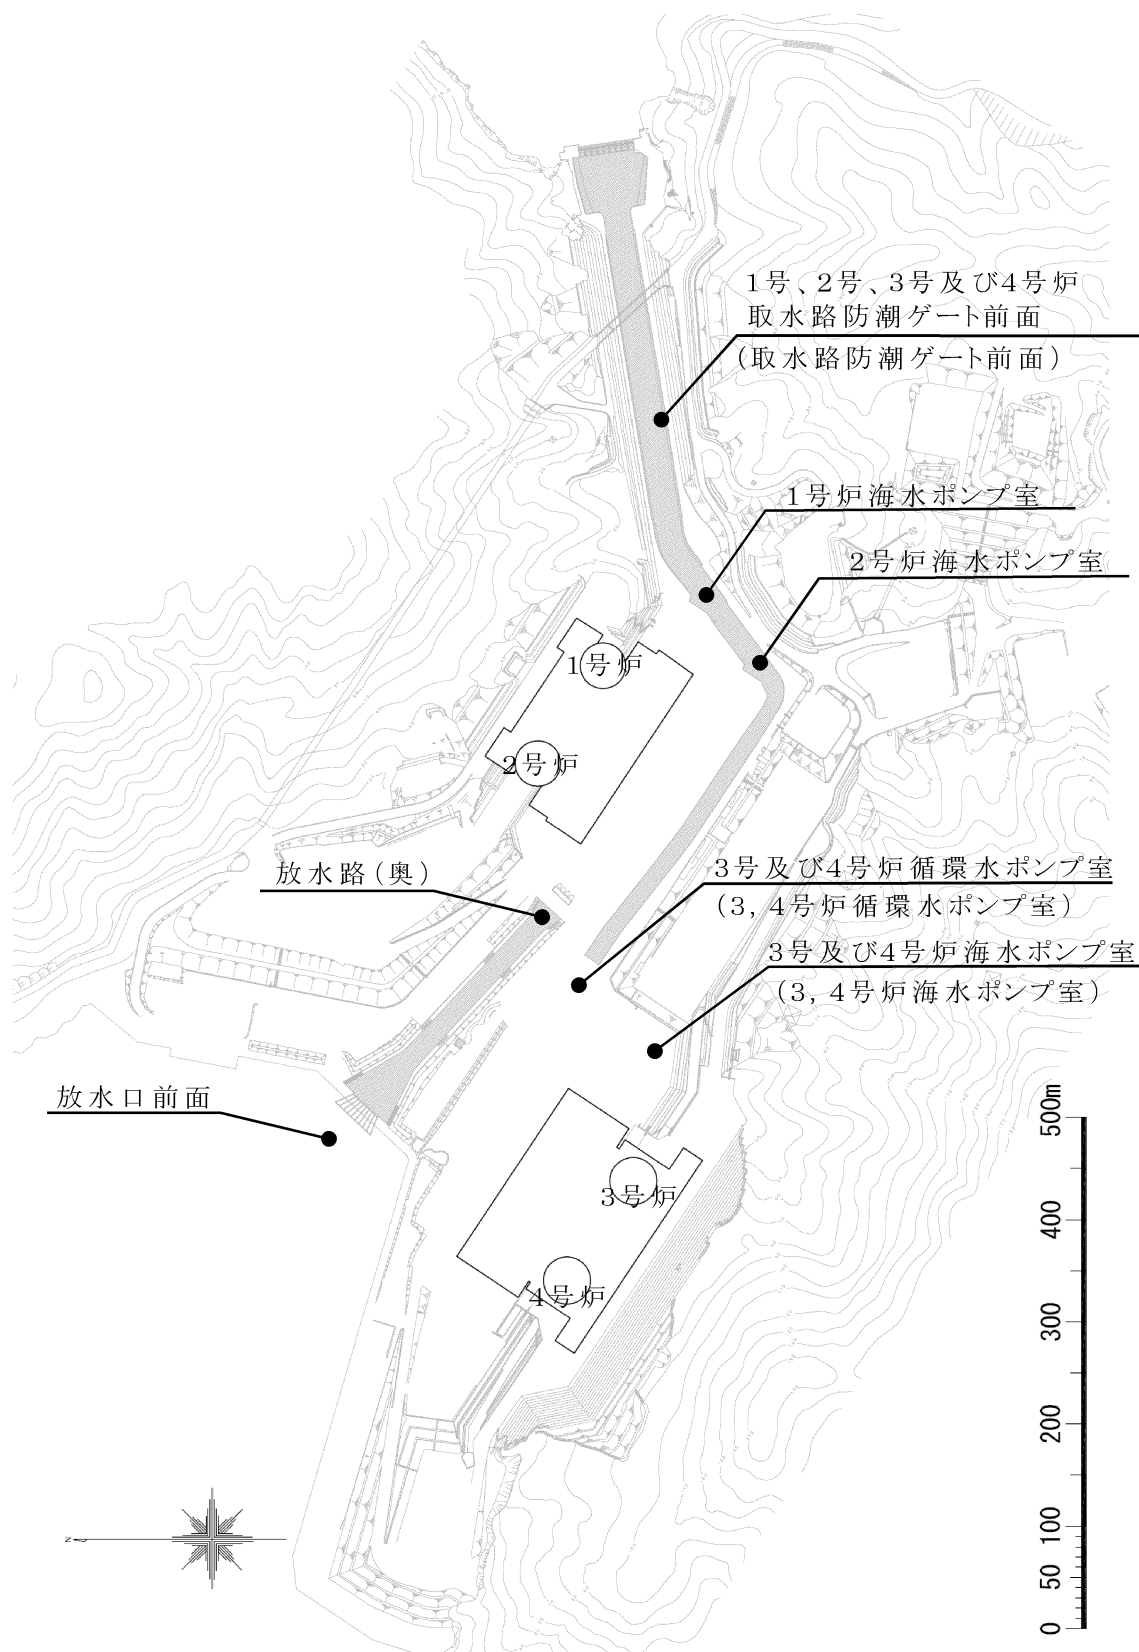 1号、2号、3号及び4号炉
取水路防潮ゲート前面
(取水路防潮ゲート前面)
1号炉海水ポンプ室
2号炉海水ポンプ室
1号炉
2号炉
放水路(奥)
3号及び4号炉循環水ポンプ室
(3,4号炉循環水ポンプ室)
3号及び4号炉海水ポンプ室
(3,4号炉海水ポンプ室)
放水口前面
3号炉
4号炉
500m
400
300
200
100
50
0
N